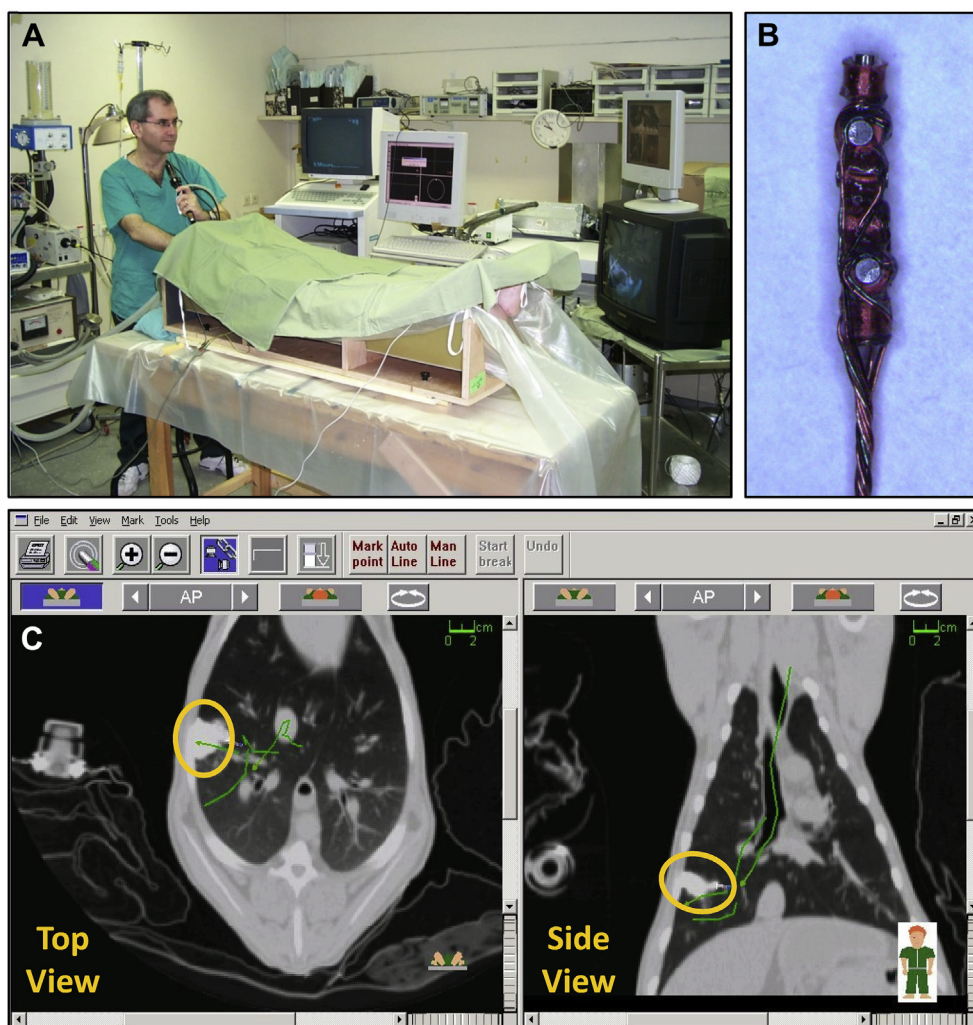 A
B
File Edit View Mark Tools Help
Mark point Auto Line Man Line Start break Undo
AP
AP
C
cm
0 2
cm
0 2
Top View
Side View